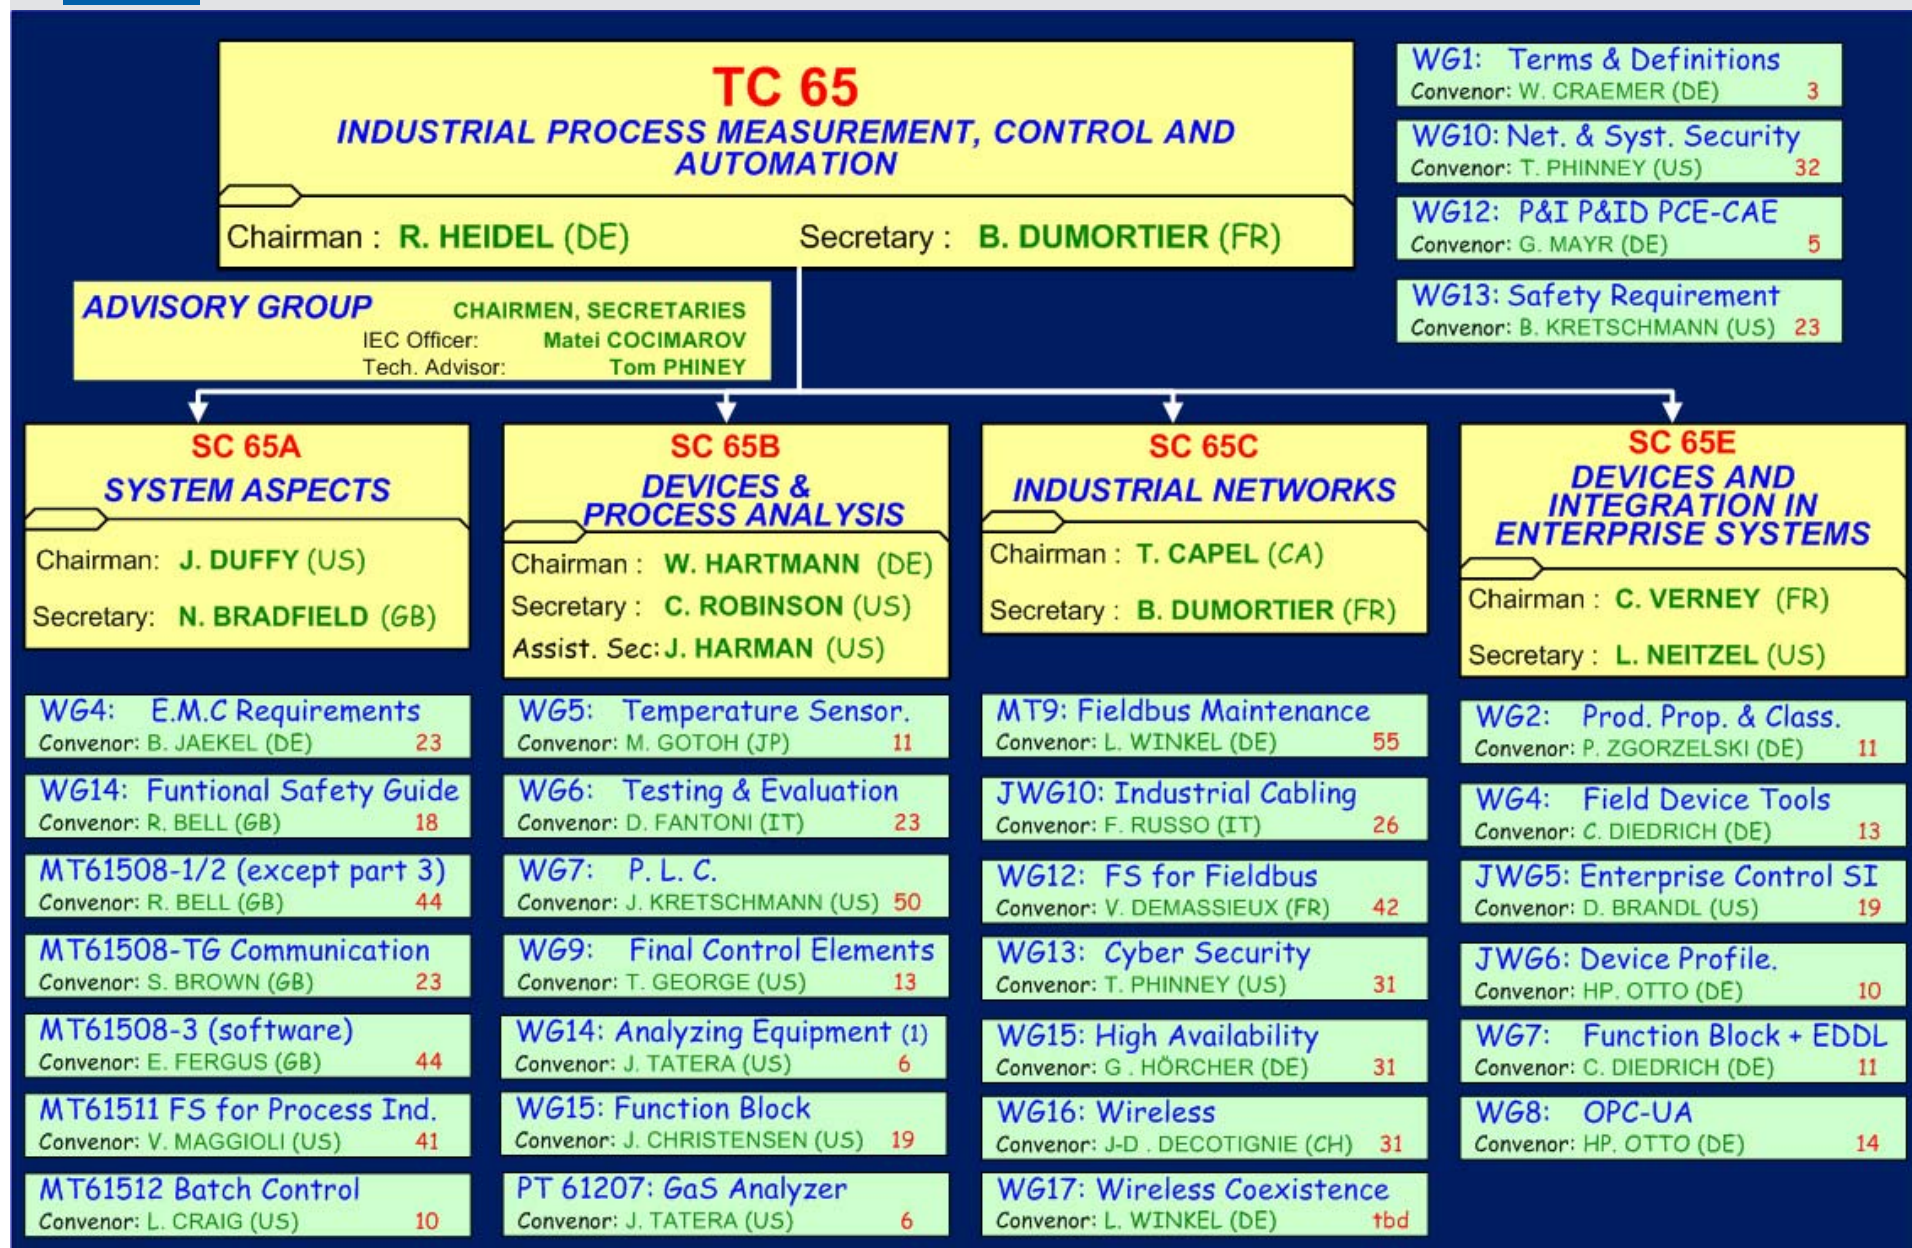 TC 65
INDUSTRIAL PROCESS MEASUREMENT, CONTROL AND
AUTOMATION
Chairman : R. HEIDEL (DE) Secretary : B. DUMORTIER (FR)
WG1: Terms & Definitions
Convenor: W. CRAEMER (DE) 3
WG10: Net. & Syst. Security
Convenor: T. PHINNEY (US) 32
WG12: P&I P&ID PCE-CAE
Convenor: G. MAYR (DE) 5
WG13: Safety Requirement
Convenor: B. KRETSCHMANN (US) 23
ADVISORY GROUP CHAIRMEN, SECRETARIES
IEC Officer: Matei COCIMAROV
Tech. Advisor: Tom PHINEY
SC 65A
SYSTEM ASPECTS
Chairman: J. DUFFY (US)
Secretary: N. BRADFIELD (GB)
WG4: E.M.C Requirements
Convenor: B. JAEKEL (DE) 23
WG14: Funtional Safety Guide
Convenor: R. BELL (GB) 18
MT61508-1/2 (except part 3)
Convenor: R. BELL (GB) 44
MT61508-TG Communication
Convenor: S. BROWN (GB) 23
MT61508-3 (software)
Convenor: E. FERGUS (GB) 44
MT61511 FS for Process Ind.
Convenor: V. MAGGIOLI (US) 41
MT61512 Batch Control
Convenor: L. CRAIG (US) 10
SC 65B
DEVICES &
PROCESS ANALYSIS
Chairman : W. HARTMANN (DE)
Secretary : C. ROBINSON (US)
Assist. Sec: J. HARMAN (US)
WG5: Temperature Sensor.
Convenor: M. GOTOH (JP) 11
WG6: Testing & Evaluation
Convenor: D. FANTONI (IT) 23
WG7: P. L. C.
Convenor: J. KRETSCHMANN (US) 50
WG9: Final Control Elements
Convenor: T. GEORGE (US) 13
WG14: Analyzing Equipment (1)
Convenor: J. TATERA (US) 6
WG15: Function Block
Convenor: J. CHRISTENSEN (US) 19
PT 61207: GaS Analyzer
Convenor: J. TATERA (US) 6
SC 65C
INDUSTRIAL NETWORKS
Chairman : T. CAPEL (CA)
Secretary : B. DUMORTIER (FR)
MT9: Fieldbus Maintenance
Convenor: L. WINKEL (DE) 55
JWG10: Industrial Cabling
Convenor: F. RUSSO (IT) 26
WG12: FS for Fieldbus
Convenor: V. DEMASSIEUX (FR) 42
WG13: Cyber Security
Convenor: T. PHINNEY (US) 31
WG15: High Availability
Convenor: G . HÖRCHER (DE) 31
WG16: Wireless
Convenor: J-D . DECOTIGNIE (CH) 31
WG17: Wireless Coexistence
Convenor: L. WINKEL (DE) tbd
SC 65E
DEVICES AND
INTEGRATION IN
ENTERPRISE SYSTEMS
Chairman : C. VERNEY (FR)
Secretary : L. NEITZEL (US)
WG2: Prod. Prop. & Class.
Convenor: P. ZGORZELSKI (DE) 11
WG4: Field Device Tools
Convenor: C. DIEDRICH (DE) 13
JWG5: Enterprise Control SI
Convenor: D. BRANDL (US) 19
JWG6: Device Profile.
Convenor: HP. OTTO (DE) 10
WG7: Function Block + EDDL
Convenor: C. DIEDRICH (DE) 11
WG8: OPC-UA
Convenor: HP. OTTO (DE) 14